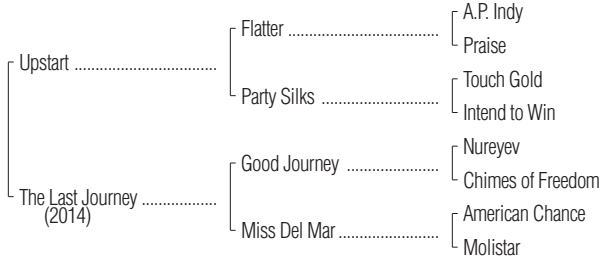 A.P. Indy
Flatter
Praise
Upstart
Touch Gold
Party Silks
Intend to Win
Nureyev
Good Journey
Chimes of Freedom
The Last Journey
(2014)
American Chance
Miss Del Mar
Molistar